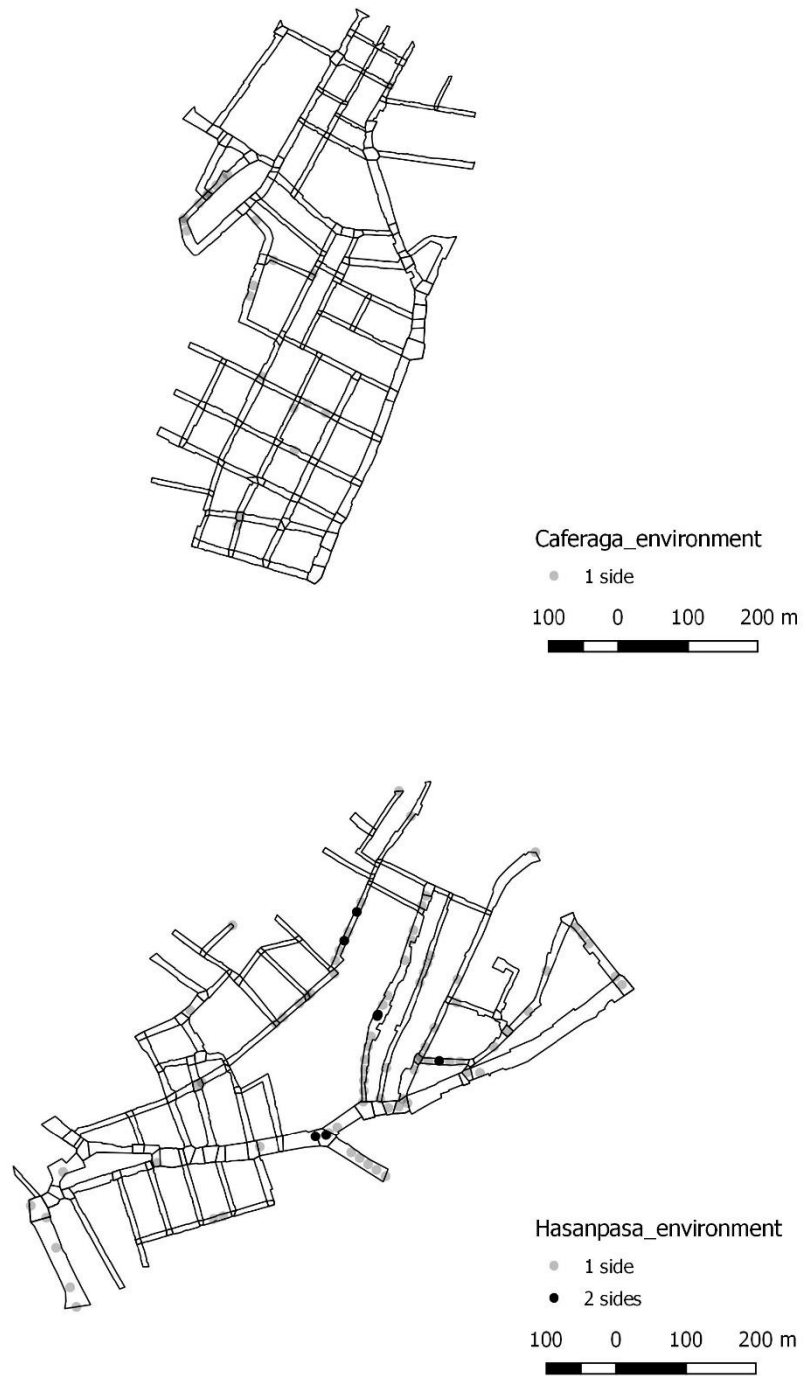 Caferaga_environment
1 side
100 0 100 200 m
Hasanpasa_environment
1 side
2 sides
100 0 100 200 m